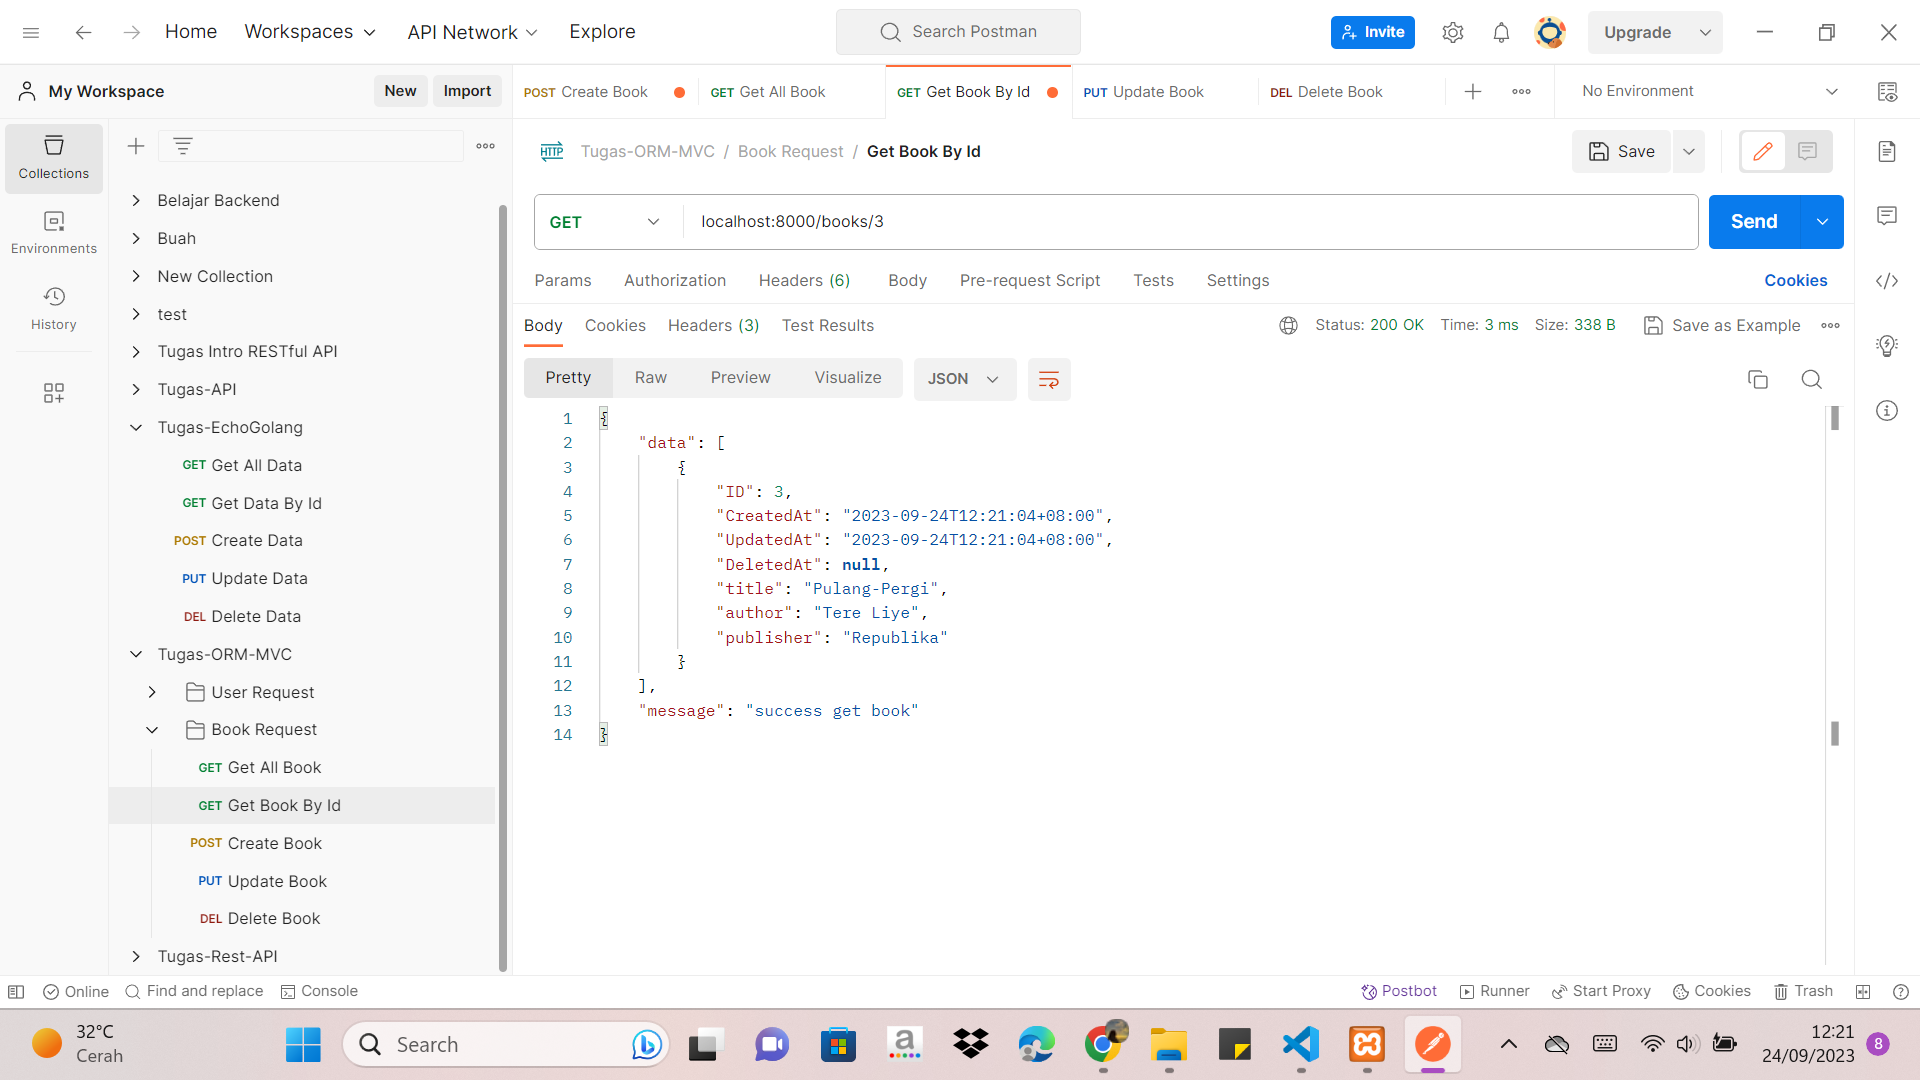 Home Workspaces API Network Explore Search Postman Invite Upgrade
My Workspace New Import POST Create Book GET Get All Book GET Get Book By Id PUT Update Book DEL Delete Book No Environment
Collections
Environments
History
Belajar Backend
Buah
New Collection
test
Tugas Intro RESTful API
Tugas-API
Tugas-EchoGolang
GET Get All Data
GET Get Data By Id
POST Create Data
PUT Update Data
DEL Delete Data
Tugas-ORM-MVC
User Request
Book Request
GET Get All Book
GET Get Book By Id
POST Create Book
PUT Update Book
DEL Delete Book
Tugas-Rest-API
HTTP Tugas-ORM-MVC / Book Request / Get Book By Id Save
GET localhost:8000/books/3 Send
Params Authorization Headers (6) Body Pre-request Script Tests Settings Cookies
Body Cookies Headers (3) Test Results Status: 200 OK Time: 3 ms Size: 338 B Save as Example
Pretty Raw Preview Visualize JSON
1 {
2 "data": [
3 {
4 "ID": 3,
5 "CreatedAt": "2023-09-24T12:21:04+08:00",
6 "UpdatedAt": "2023-09-24T12:21:04+08:00",
7 "DeletedAt": null,
8 "title": "Pulang-Pergi",
9 "author": "Tere Liye",
10 "publisher": "Republika"
11 }
12 ],
13 "message": "success get book"
14 }
Online Find and replace Console Postbot Runner Start Proxy Cookies Trash
32°C
Cerah
Search
a
12:21
24/09/2023
8